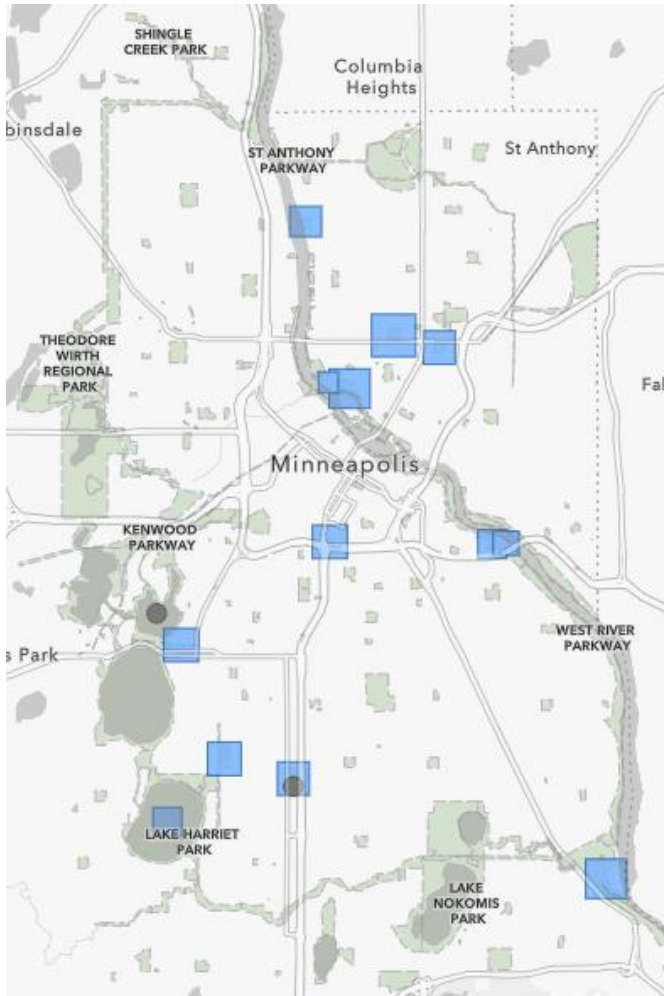 SHINGLE
CREEK PARK
Columbia
Heights
binsdale
ST ANTHONY
PARKWAY
St Anthony
THEODORE
WIRTH
REGIONAL
PARK
Fal
Minneapolis
KENWOOD
PARKWAY
WEST RIVER
PARKWAY
s Park
LAKE HARRIET
PARK
LAKE
NOKOMIS
PARK